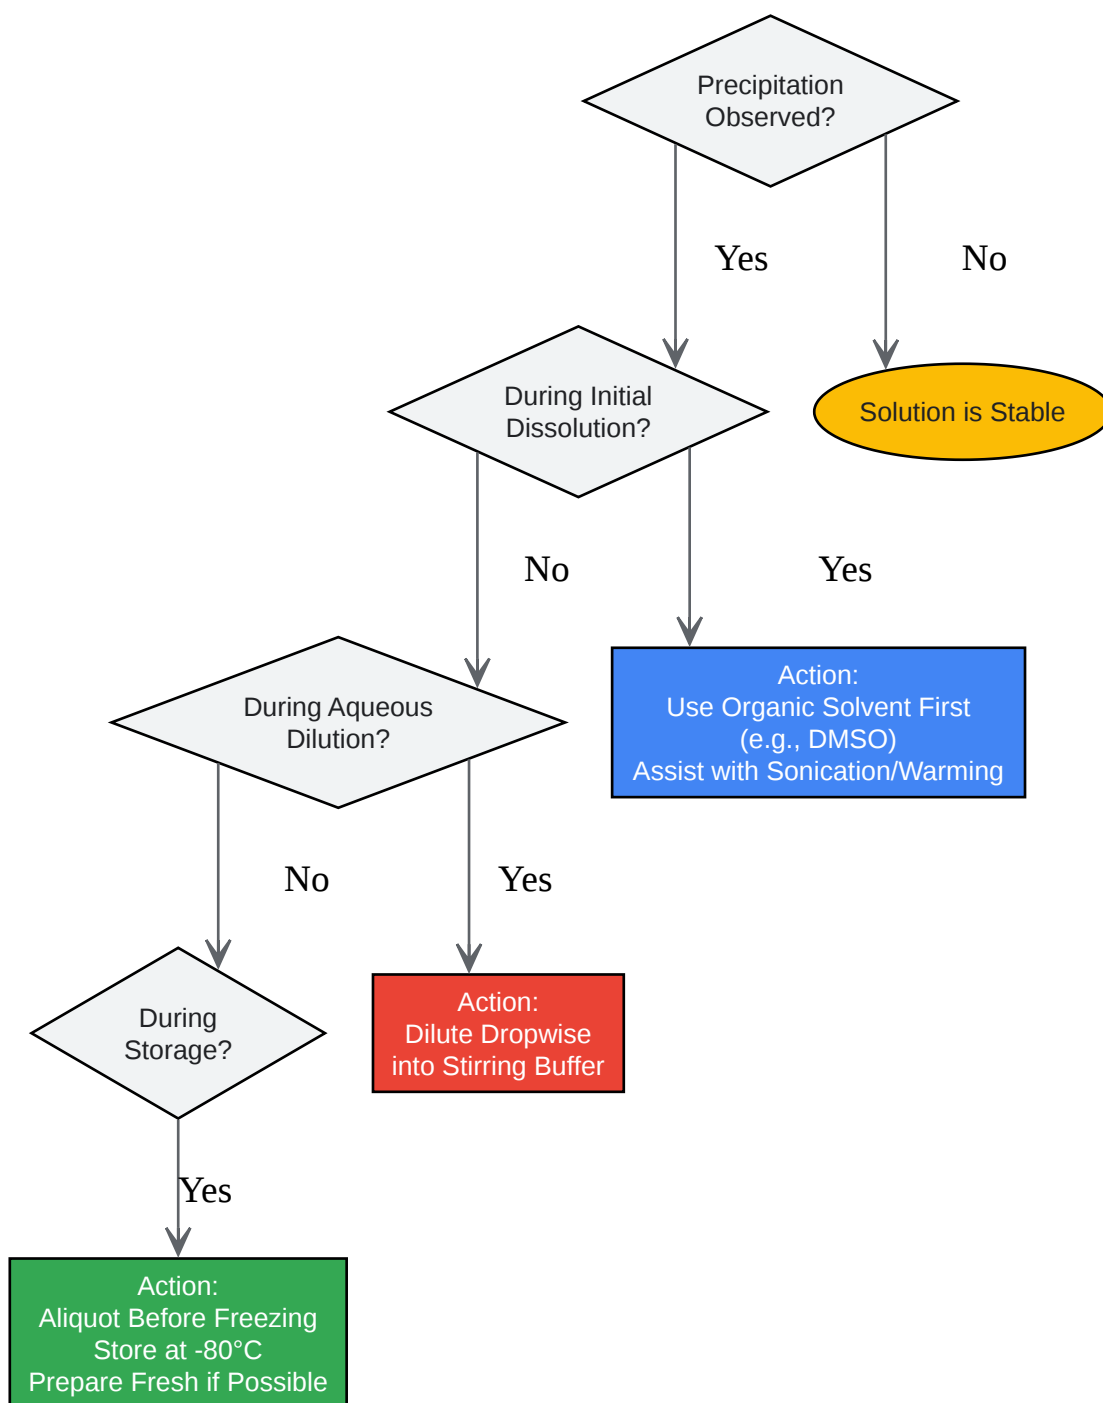 Precipitation
Observed?
Yes
No
During Initial
Dissolution?
Solution is Stable
No
Yes
During Aqueous
Dilution?
Action:
Use Organic Solvent First
(e.g., DMSO)
Assist with Sonication/Warming
No
Yes
During
Storage?
Action:
Dilute Dropwise
into Stirring Buffer
Yes
Action:
Aliquot Before Freezing
Store at -80°C
Prepare Fresh if Possible